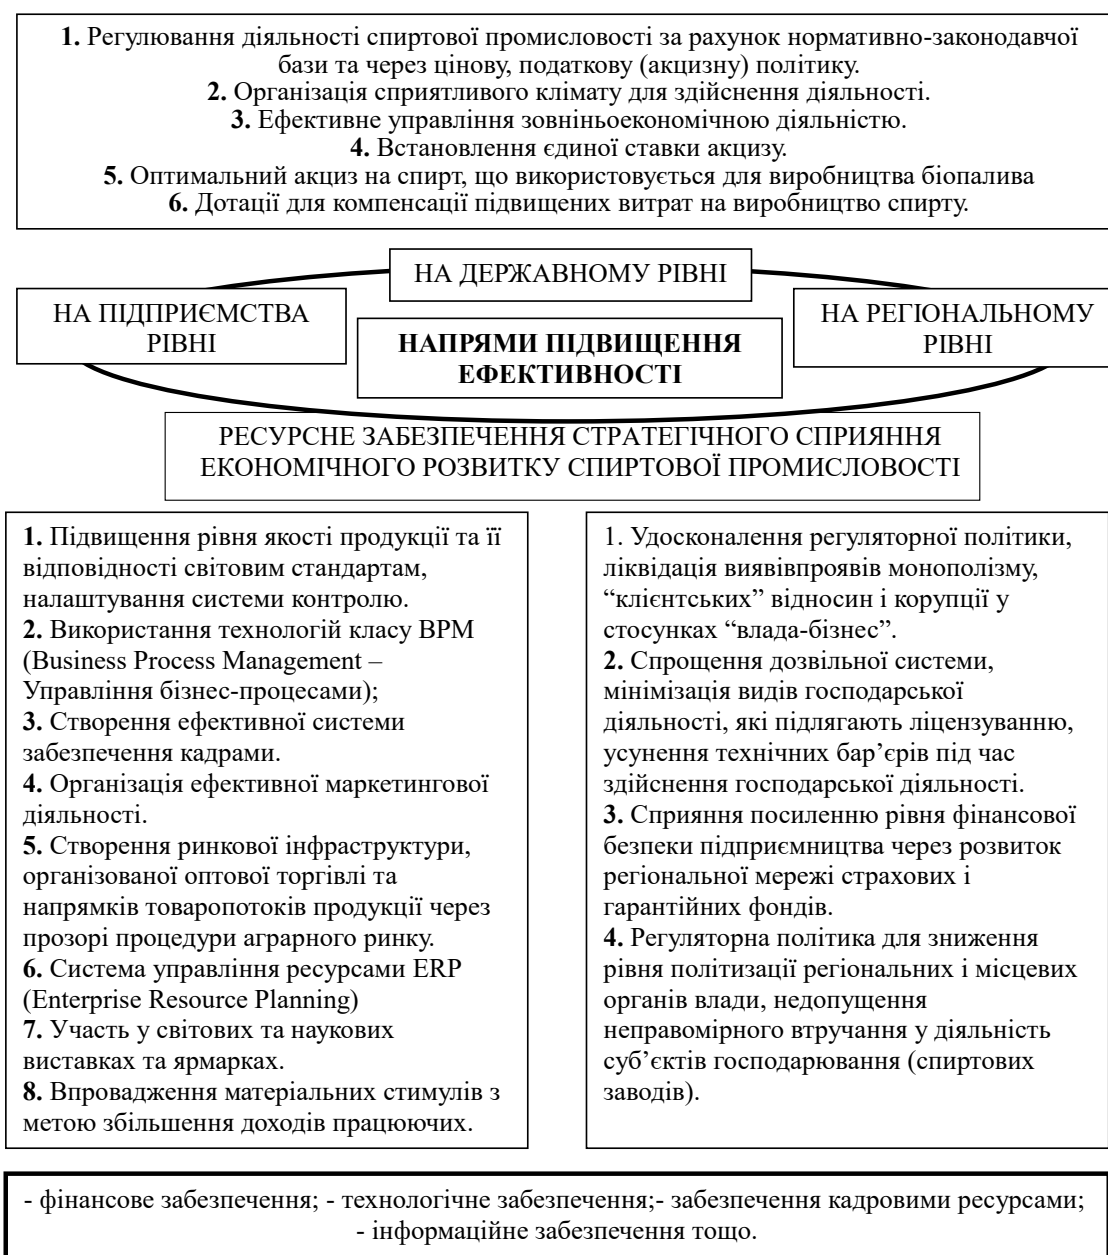 1. Регулювання діяльності спиртової промисловості за рахунок нормативно-законодавчої
бази та через цінову, податкову (акцизну) політику.
2. Організація сприятливого клімату для здійснення діяльності.
3. Ефективне управління зовніньоекономічною діяльністю.
4. Встановлення єдиної ставки акцизу.
5. Оптимальний акциз на спирт, що використовується для виробництва біопалива
6. Дотації для компенсації підвищених витрат на виробництво спирту.
НА ДЕРЖАВНОМУ РІВНІ
НА ПІДПРИЄМСТВА
РІВНІ
НАПРЯМИ ПІДВИЩЕННЯ
ЕФЕКТИВНОСТІ
НА РЕГІОНАЛЬНОМУ
РІВНІ
РЕСУРСНЕ ЗАБЕЗПЕЧЕННЯ СТРАТЕГІЧНОГО СПРИЯННЯ
ЕКОНОМІЧНОГО РОЗВИТКУ СПИРТОВОЇ ПРОМИСЛОВОСТІ
1. Підвищення рівня якості продукції та її
відповідності світовим стандартам,
налаштування системи контролю.
2. Використання технологій класу BPM
(Business Process Management –
Управління бізнес-процесами);
3. Створення ефективної системи
забезпечення кадрами.
4. Організація ефективної маркетингової
діяльності.
5. Створення ринкової інфраструктури,
організованої оптової торгівлі та
напрямків товаропотоків продукції через
прозорі процедури аграрного ринку.
6. Система управління ресурсами ERP
(Enterprise Resource Planning)
7. Участь у світових та наукових
виставках та ярмарках.
8. Впровадження матеріальних стимулів з
метою збільшення доходів працюючих.
1. Удосконалення регуляторної політики,
ліквідація виявівпроявів монополізму,
“клієнтських” відносин і корупції у
стосунках “влада-бізнес”.
2. Спрощення дозвільної системи,
мінімізація видів господарської
діяльності, які підлягають ліцензуванню,
усунення технічних бар’єрів під час
здійснення господарської діяльності.
3. Сприяння посиленню рівня фінансової
безпеки підприємництва через розвиток
регіональної мережі страхових і
гарантійних фондів.
4. Регуляторна політика для зниження
рівня політизації регіональних і місцевих
органів влади, недопущення
неправомірного втручання у діяльність
суб’єктів господарювання (спиртових
заводів).
- фінансове забезпечення; - технологічне забезпечення;- забезпечення кадровими ресурсами;
- інформаційне забезпечення тощо.